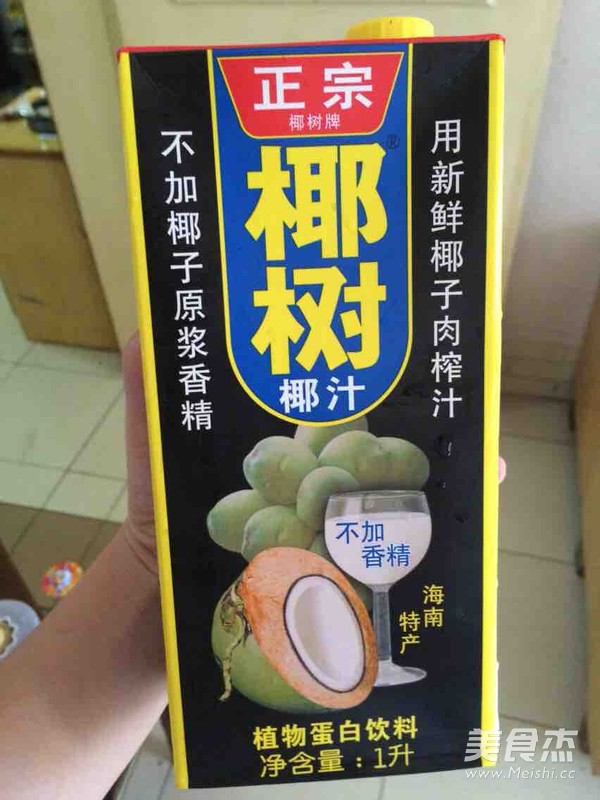 正宗
椰树牌
椰树®
椰汁
不加椰子原浆香精
用新鲜椰子肉榨汁
不加
香精
海南
特产
植物蛋白饮料
净含量：1升
美食杰
www.Meishi.cc